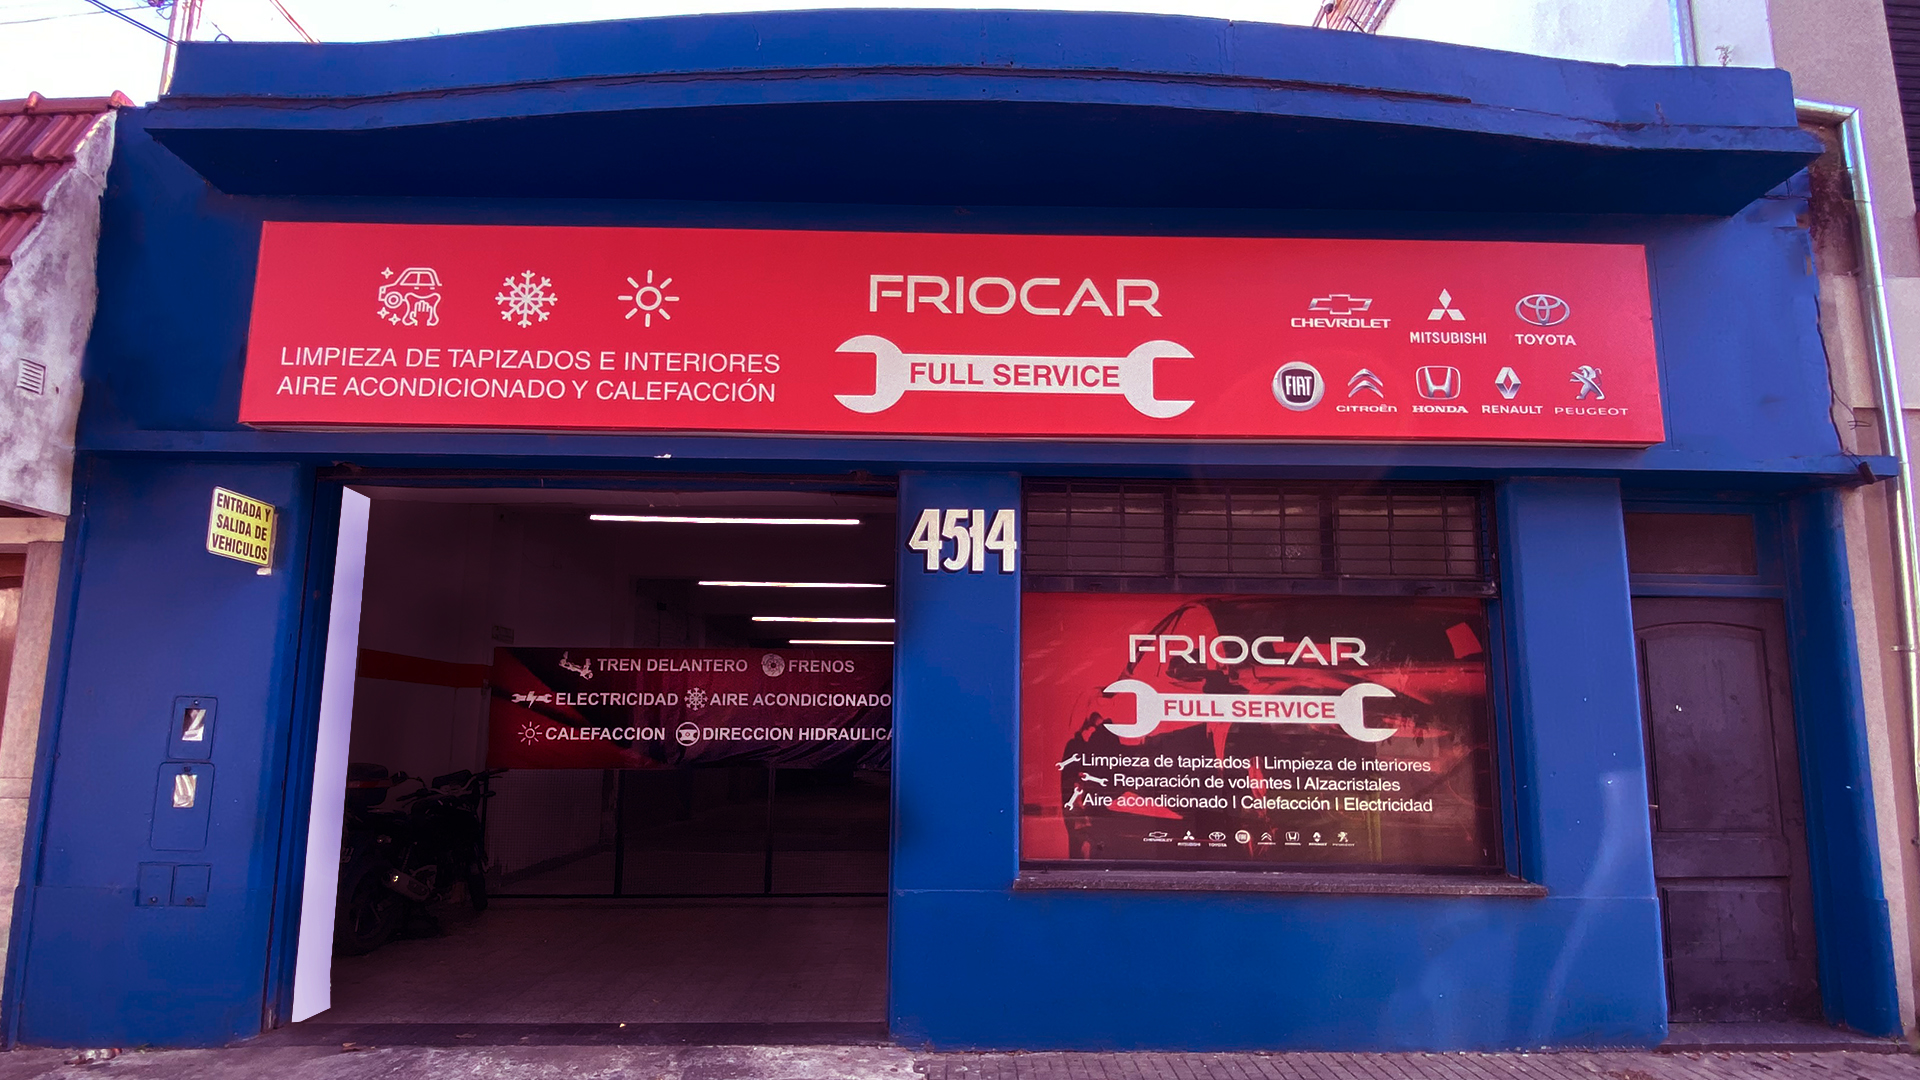 LIMPIEZA DE TAPIZADOS E INTERIORES
AIRE ACONDICIONADO Y CALEFACCIÓN
FRIOCAR
FULL SERVICE
CHEVROLET
MITSUBISHI
TOYOTA
FIAT
CITROËN
HONDA
RENAULT
PEUGEOT
ENTRADA Y
SALIDA DE
VEHICULOS
4514
TREN DELANTERO FRENOS
ELECTRICIDAD AIRE ACONDICIONADO
CALEFACCION DIRECCION HIDRAULICA
FRIOCAR
FULL SERVICE
Limpieza de tapizados | Limpieza de interiores
Reparación de volantes | Alzacristales
Aire acondicionado | Calefacción | Electricidad